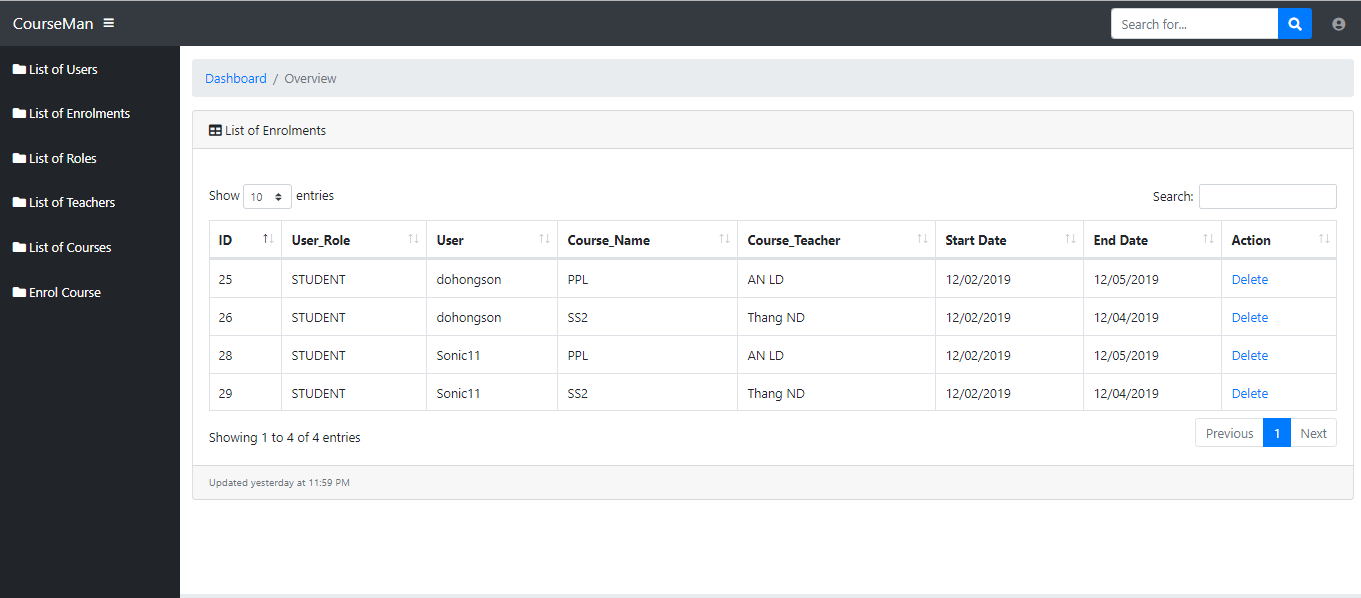 CourseMan Search for...
List of Users
List of Enrolments
List of Roles
List of Teachers
List of Courses
Enrol Course
Dashboard / Overview
List of Enrolments
Show 10 entries Search:
ID User_Role User Course_Name Course_Teacher Start Date End Date Action
25 STUDENT dohongson PPL AN LD 12/02/2019 12/05/2019 Delete
26 STUDENT dohongson SS2 Thang ND 12/02/2019 12/04/2019 Delete
28 STUDENT Sonic11 PPL AN LD 12/02/2019 12/05/2019 Delete
29 STUDENT Sonic11 SS2 Thang ND 12/02/2019 12/04/2019 Delete
Showing 1 to 4 of 4 entries Previous 1 Next
Updated yesterday at 11:59 PM